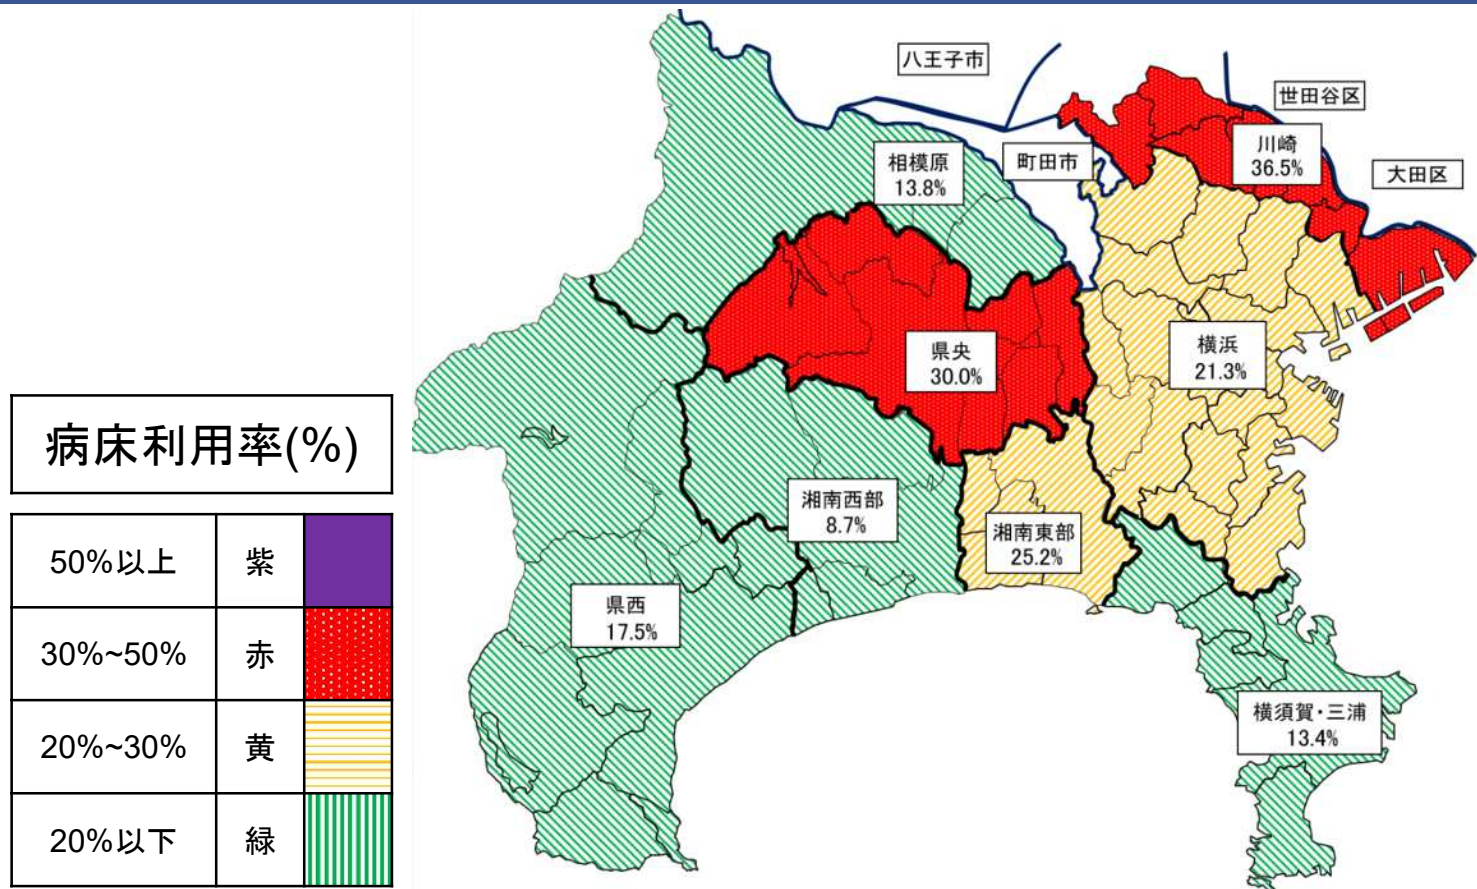 八王子市
世田谷区
川崎
36.5%
相模原
13.8%
町田市
大田区
県央
30.0%
横浜
21.3%
病床利用率(%)
湘南西部
8.7%
湘南東部
25.2%
50%以上 紫
県西
17.5%
30%~50% 赤
横須賀・三浦
13.4%
20%~30% 黄
20%以下 緑